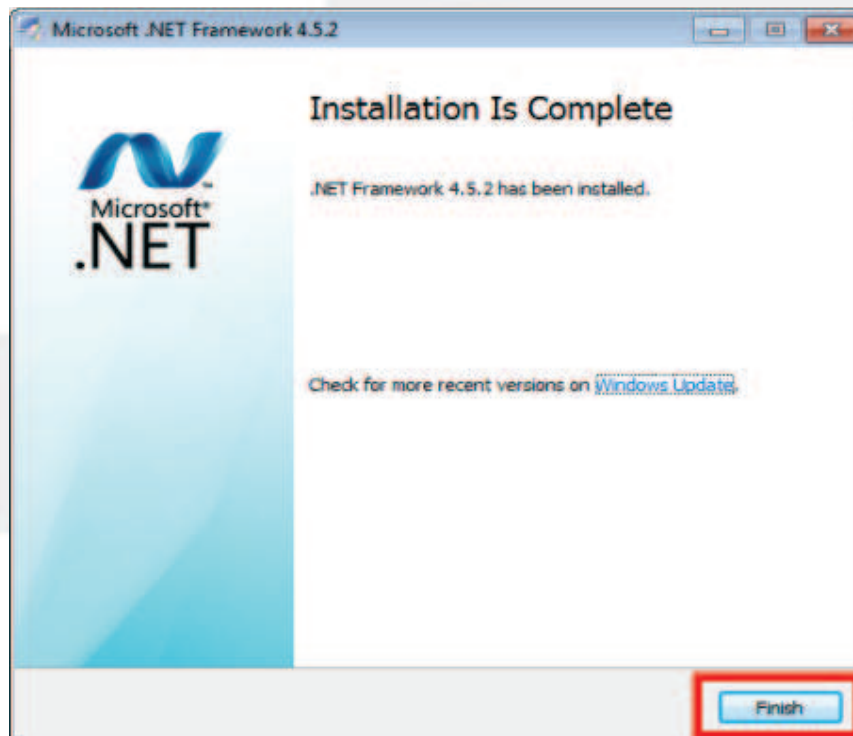 Microsoft .NET Framework 4.5.2
Installation Is Complete
Microsoft®
.NET™
.NET Framework 4.5.2 has been installed.
Check for more recent versions on Windows Update.
Finish